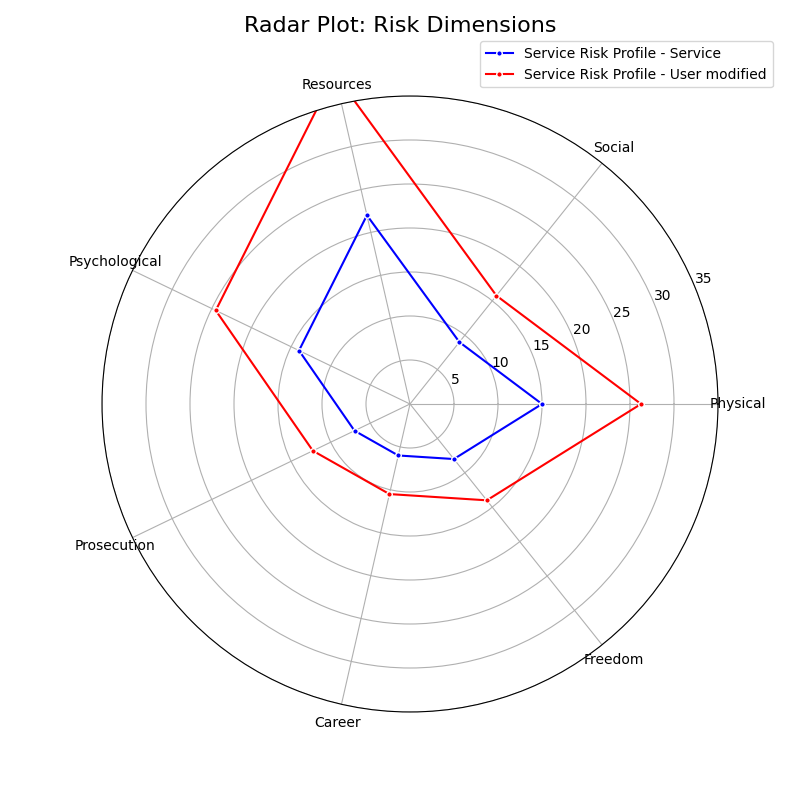 Radar Plot: Risk Dimensions
Service Risk Profile - Service
Service Risk Profile - User modified
Resources
Social
Psychological
35
30
25
20
15
10
5
Physical
Prosecution
Freedom
Career